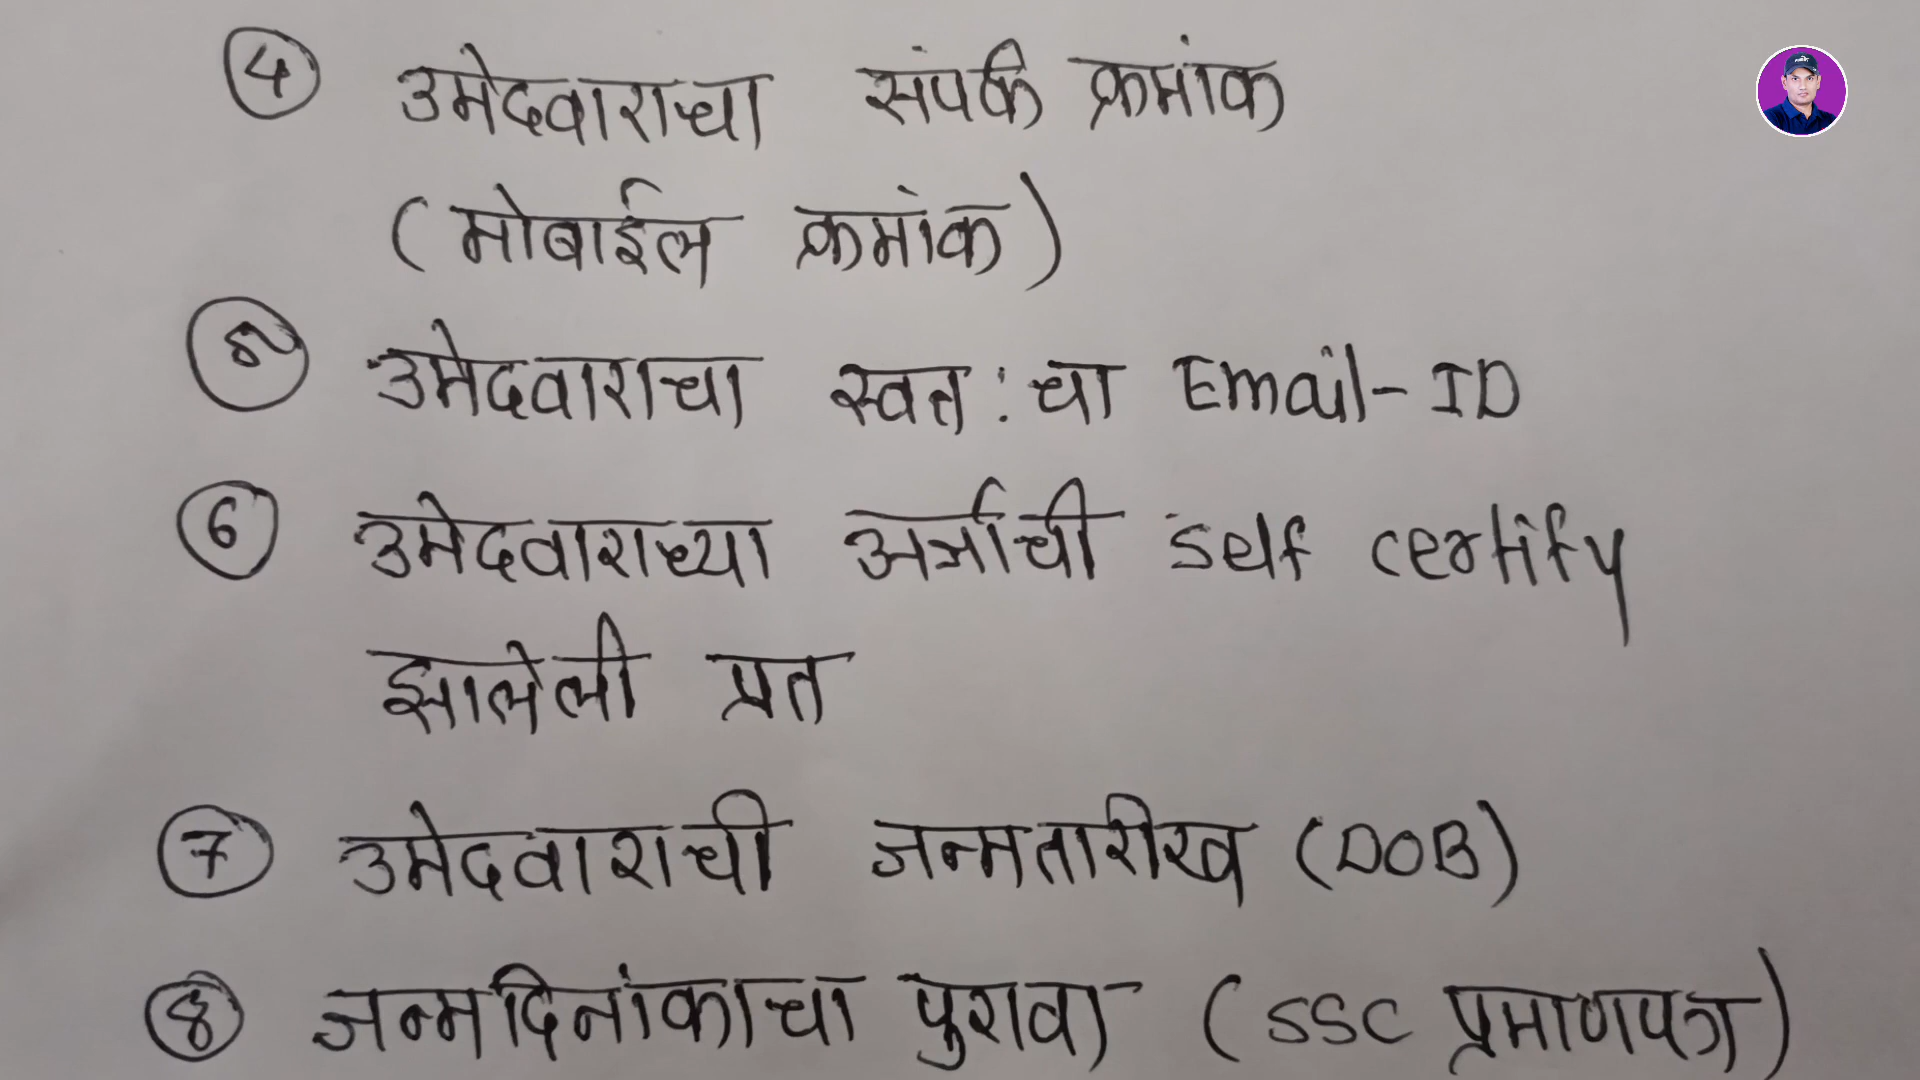 4 उमेदवाराचा संपर्क क्रमांक
(मोबाईल क्रमांक)
5 उमेदवाराचा स्वत:चा Email-ID
6 उमेदवाराच्या अर्जाची self certify
झालेली प्रत
7 उमेदवाराची जन्मतारीख (DOB)
8 जन्मदिनांकाचा पुरावा (SSC प्रमाणपत्र)